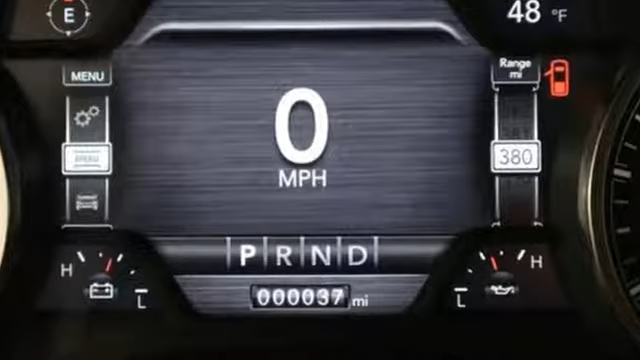 E
48 °F
MENU
Range
mi
0
MPH
380
P R N D
H
L
000037 mi
L
H